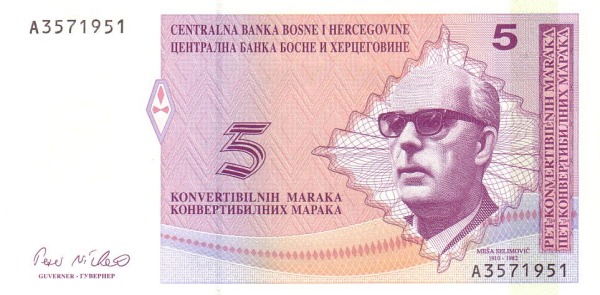 A3571951
CENTRALNA BANKA BOSNE I HERCEGOVINE
ЦЕНТРАЛНА БАНКА БОСНЕ И ХЕРЦЕГОВИНЕ
5
5
KONVERTIBILNIH MARAKA
КОНВЕРТИБИЛНИХ МАРАКА
PET KONVERTIBILNIH MARAKA
ПЕТ КОНВЕРТИБИЛНИХ МАРАКА
MEŠA SELIMOVIĆ
1910 - 1982
A3571951
GUVERNER - ГУВЕРНЕР